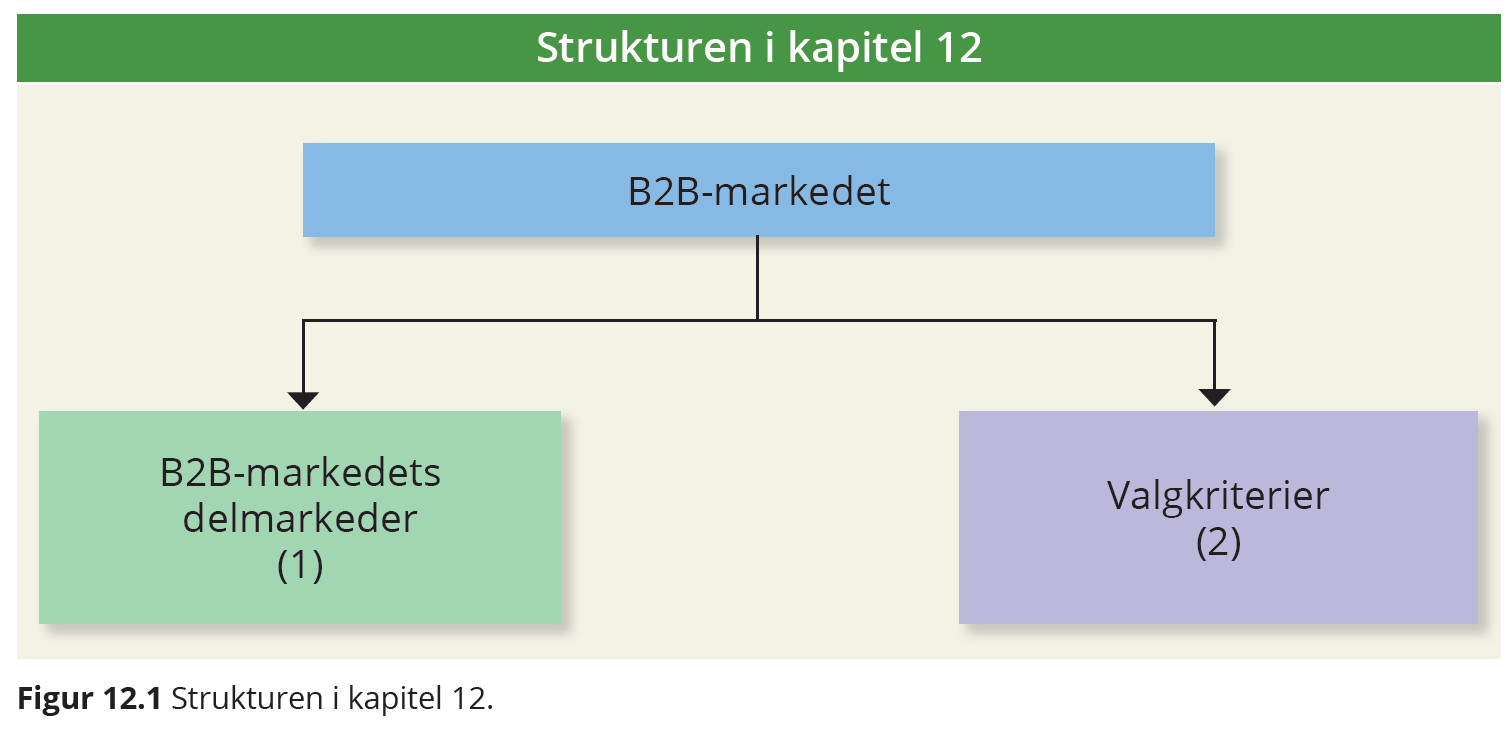 Strukturen i kapitel 12
B2B-markedet
B2B-markedets
delmarkeder
(1)
Valgkriterier
(2)
Figur 12.1 Strukturen i kapitel 12.